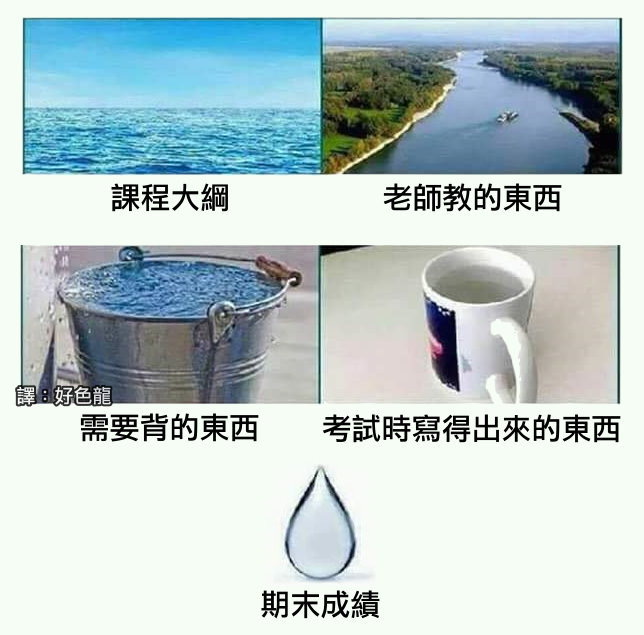 課程大綱
老師教的東西
譯：好色龍
需要背的東西
考試時寫得出來的東西
期末成績